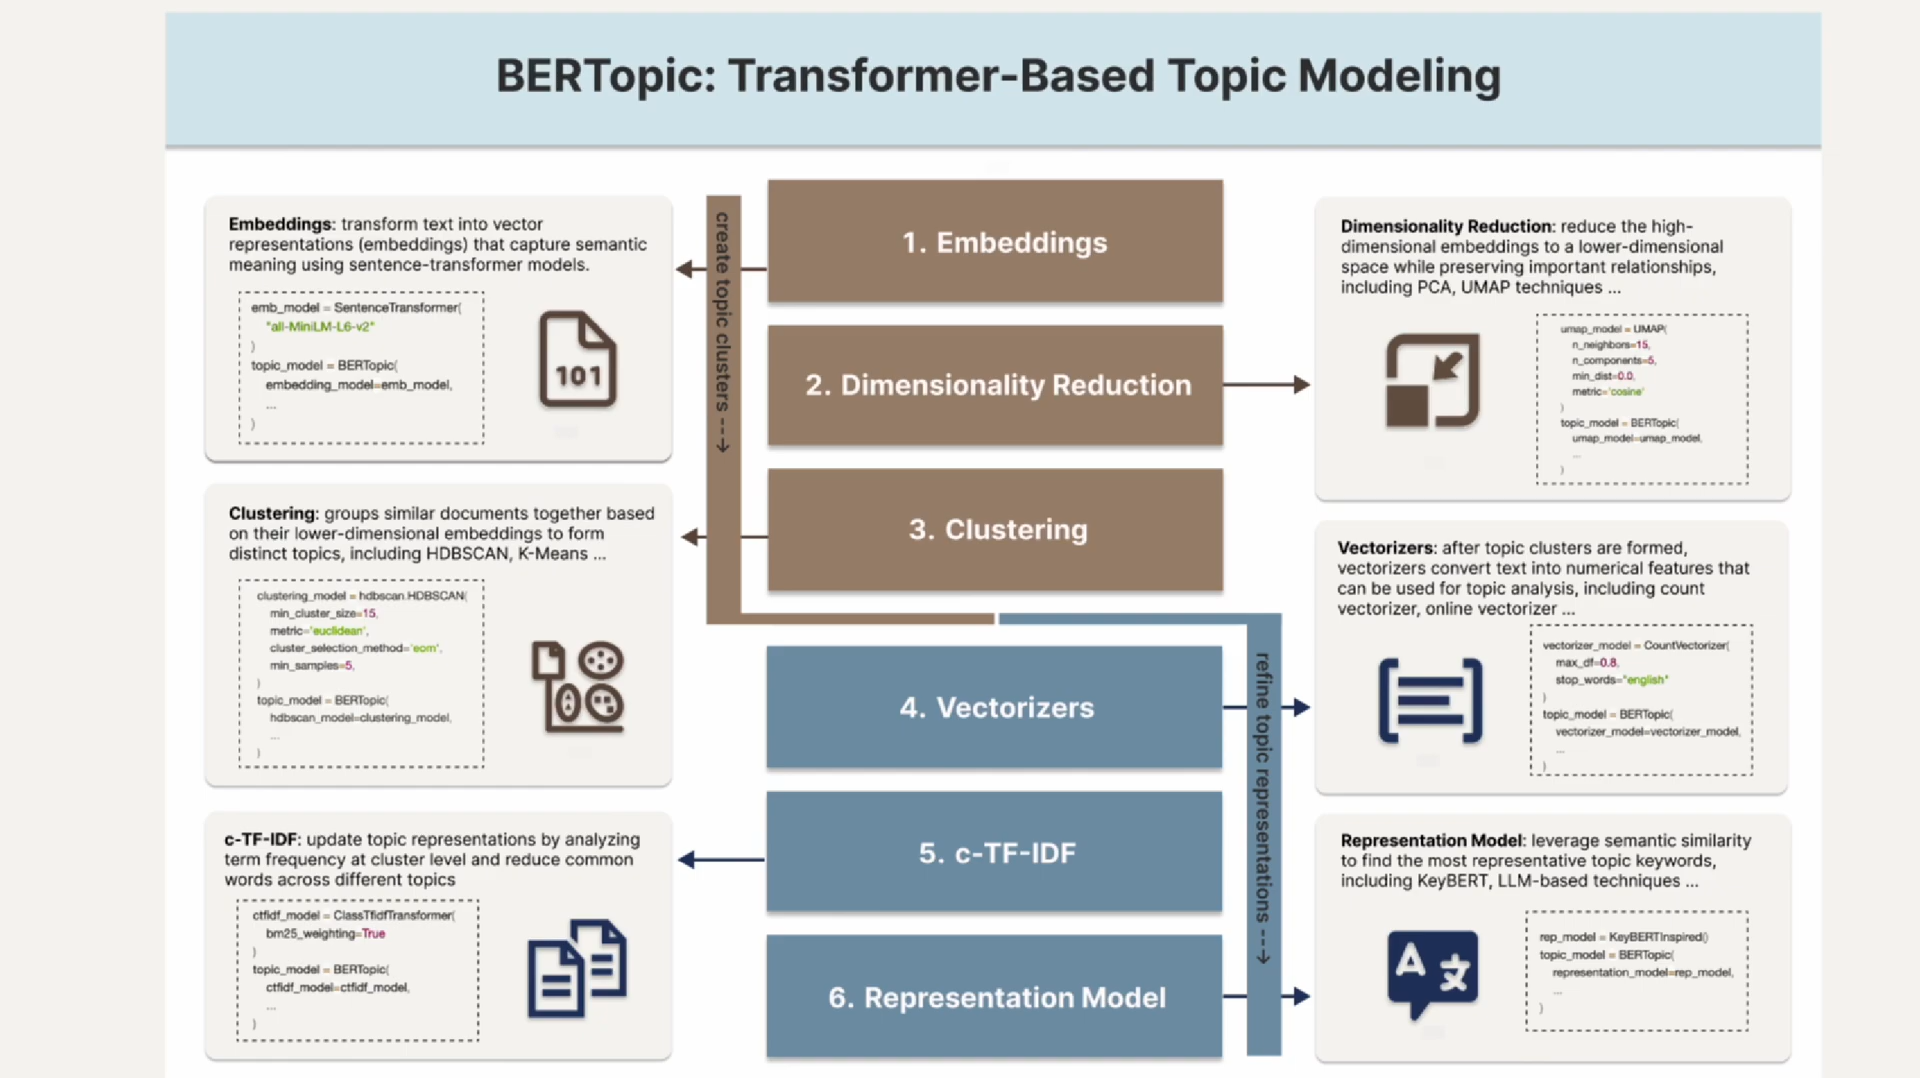 BERTopic: Transformer-Based Topic Modeling
Embeddings: transform text into vector
representations (embeddings) that capture semantic
meaning using sentence-transformer models.
emb_model = SentenceTransformer(
"all-MiniLM-L6-v2"
)
topic_model = BERTopic(
embedding_model=emb_model,
...
)
101
Clustering: groups similar documents together based
on their lower-dimensional embeddings to form
distinct topics, including HDBSCAN, K-Means ...
clustering_model = hdbscan.HDBSCAN(
min_cluster_size=15,
metric='euclidean',
cluster_selection_method='eom',
min_samples=5,
)
topic_model = BERTopic(
hdbscan_model=clustering_model,
...
)
c-TF-IDF: update topic representations by analyzing
term frequency at cluster level and reduce common
words across different topics
ctfidf_model = ClassTfidfTransformer(
bm25_weighting=True
)
topic_model = BERTopic(
ctfidf_model=ctfidf_model,
...
)
create topic clusters --->
1. Embeddings
2. Dimensionality Reduction
3. Clustering
4. Vectorizers
5. c-TF-IDF
6. Representation Model
refine topic representations --->
Dimensionality Reduction: reduce the high-
dimensional embeddings to a lower-dimensional
space while preserving important relationships,
including PCA, UMAP techniques ...
umap_model = UMAP(
n_neighbors=15,
n_components=5,
min_dist=0.0,
metric='cosine'
)
topic_model = BERTopic(
umap_model=umap_model,
...
)
Vectorizers: after topic clusters are formed,
vectorizers convert text into numerical features that
can be used for topic analysis, including count
vectorizer, online vectorizer ...
vectorizer_model = CountVectorizer(
max_df=0.8,
stop_words="english"
)
topic_model = BERTopic(
vectorizer_model=vectorizer_model,
...
)
Representation Model: leverage semantic similarity
to find the most representative topic keywords,
including KeyBERT, LLM-based techniques ...
A 文
rep_model = KeyBERTInspired()
topic_model = BERTopic(
representation_model=rep_model,
...
)